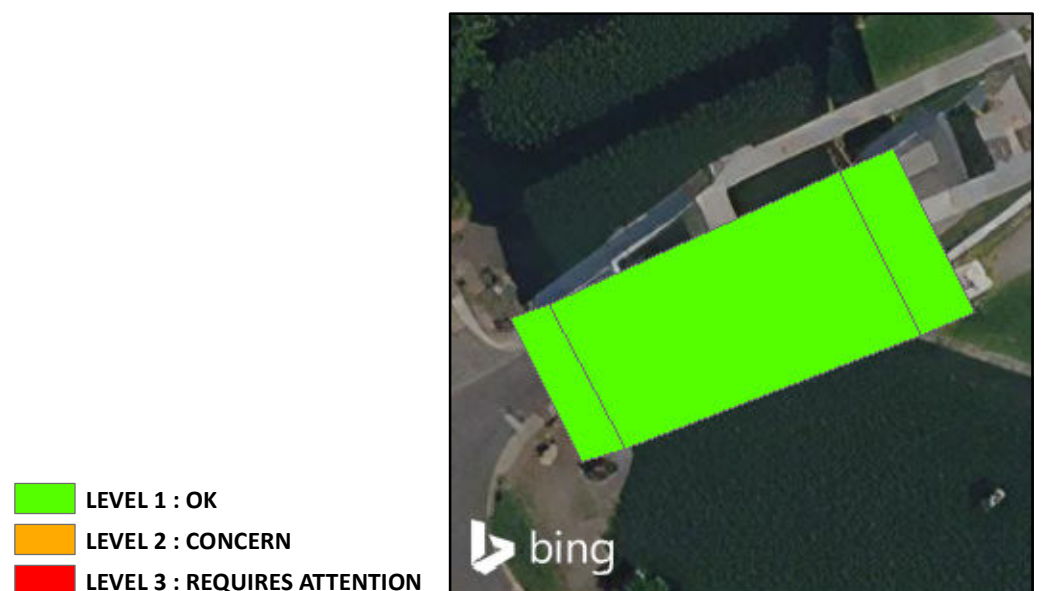 LEVEL 1 : OK
LEVEL 2 : CONCERN
LEVEL 3 : REQUIRES ATTENTION
bing